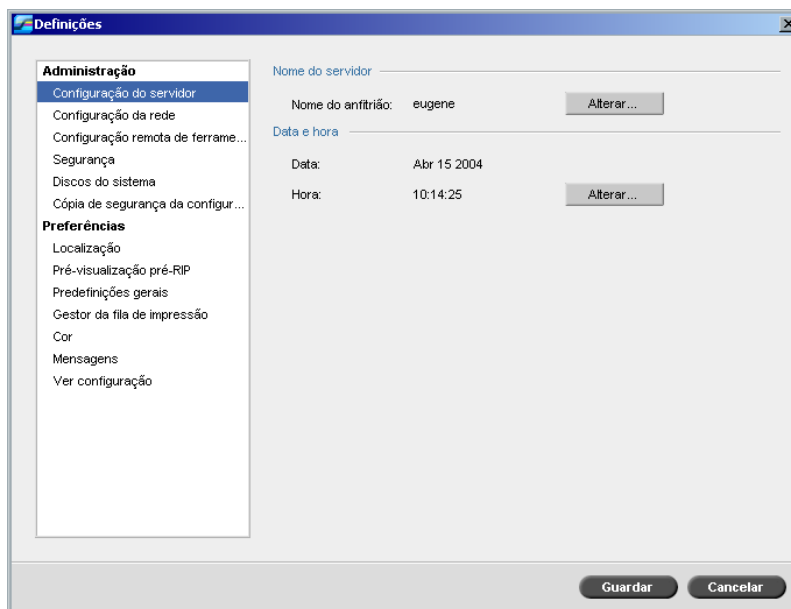 Definições
Administração
Configuração do servidor
Configuração da rede
Configuração remota de ferrame...
Segurança
Discos do sistema
Cópia de segurança da configur...
Preferências
Localização
Pré-visualização pré-RIP
Predefinições gerais
Gestor da fila de impressão
Cor
Mensagens
Ver configuração
Nome do servidor
Nome do anfitrião: eugene Alterar...
Data e hora
Data: Abr 15 2004
Hora: 10:14:25 Alterar...
Guardar Cancelar